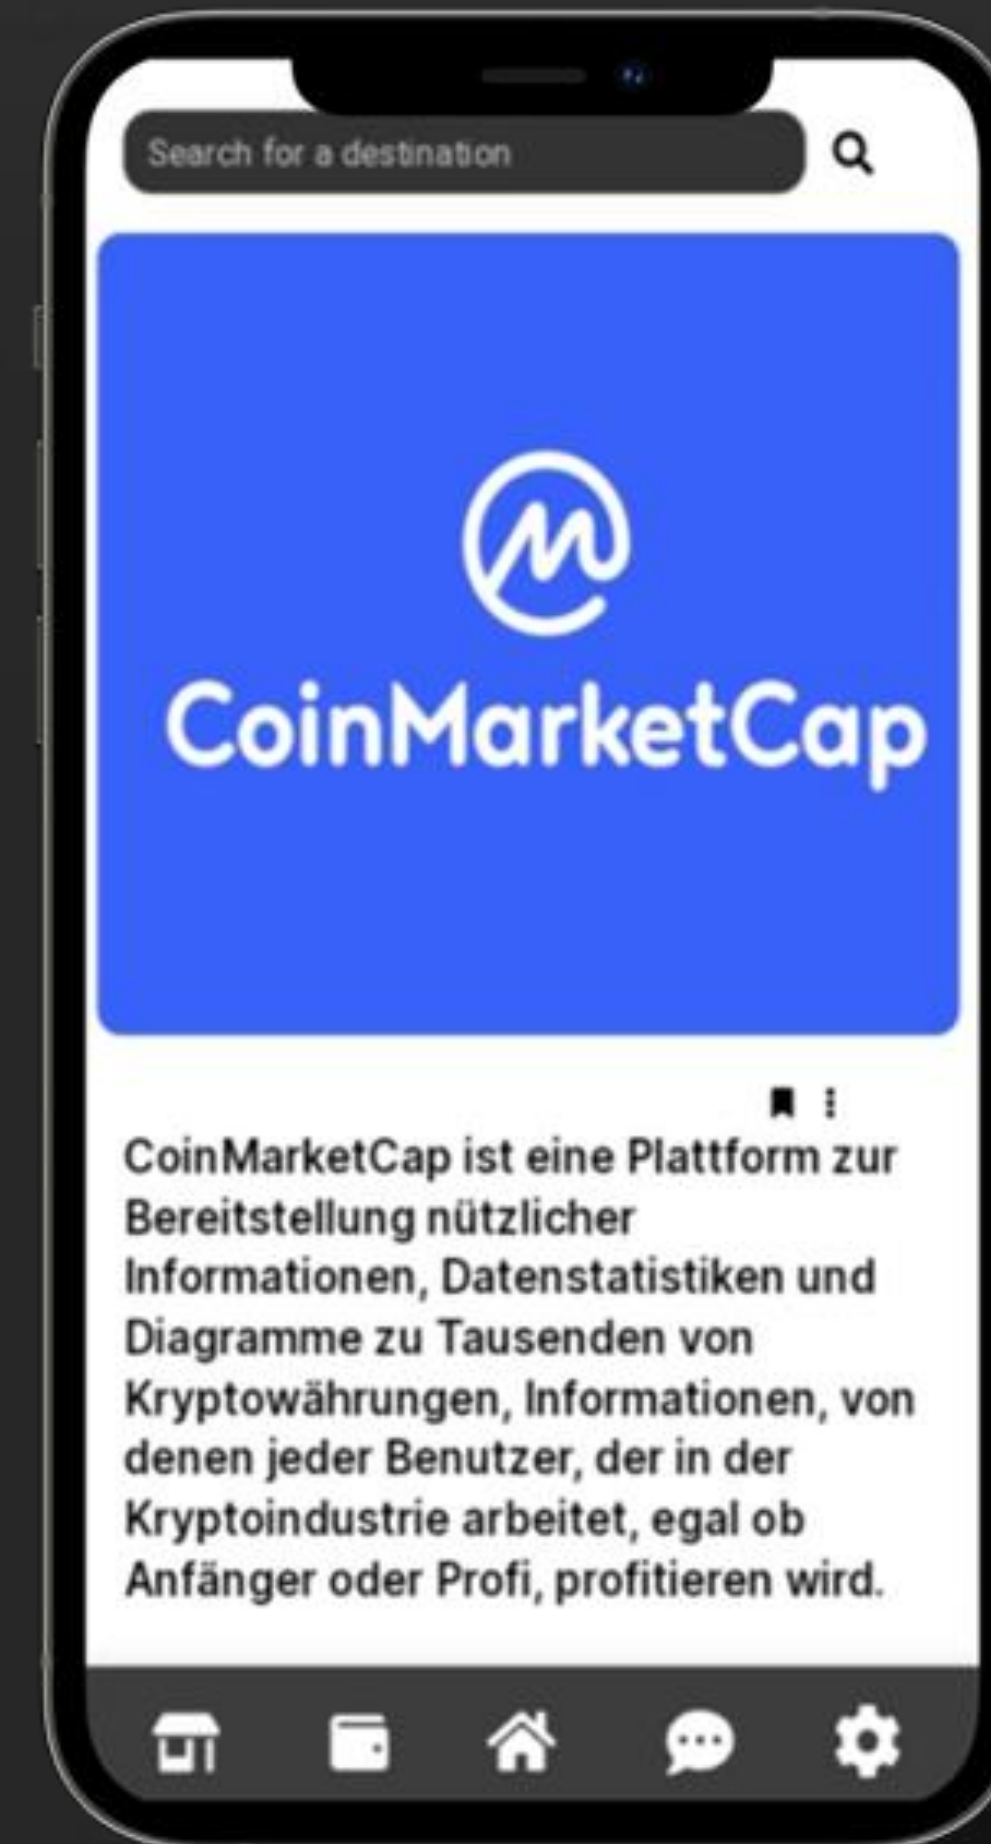 Search for a destination
CoinMarketCap
CoinMarketCap ist eine Plattform zur
Bereitstellung nützlicher
Informationen, Datenstatistiken und
Diagramme zu Tausenden von
Kryptowährungen, Informationen, von
denen jeder Benutzer, der in der
Kryptoindustrie arbeitet, egal ob
Anfänger oder Profi, profitieren wird.